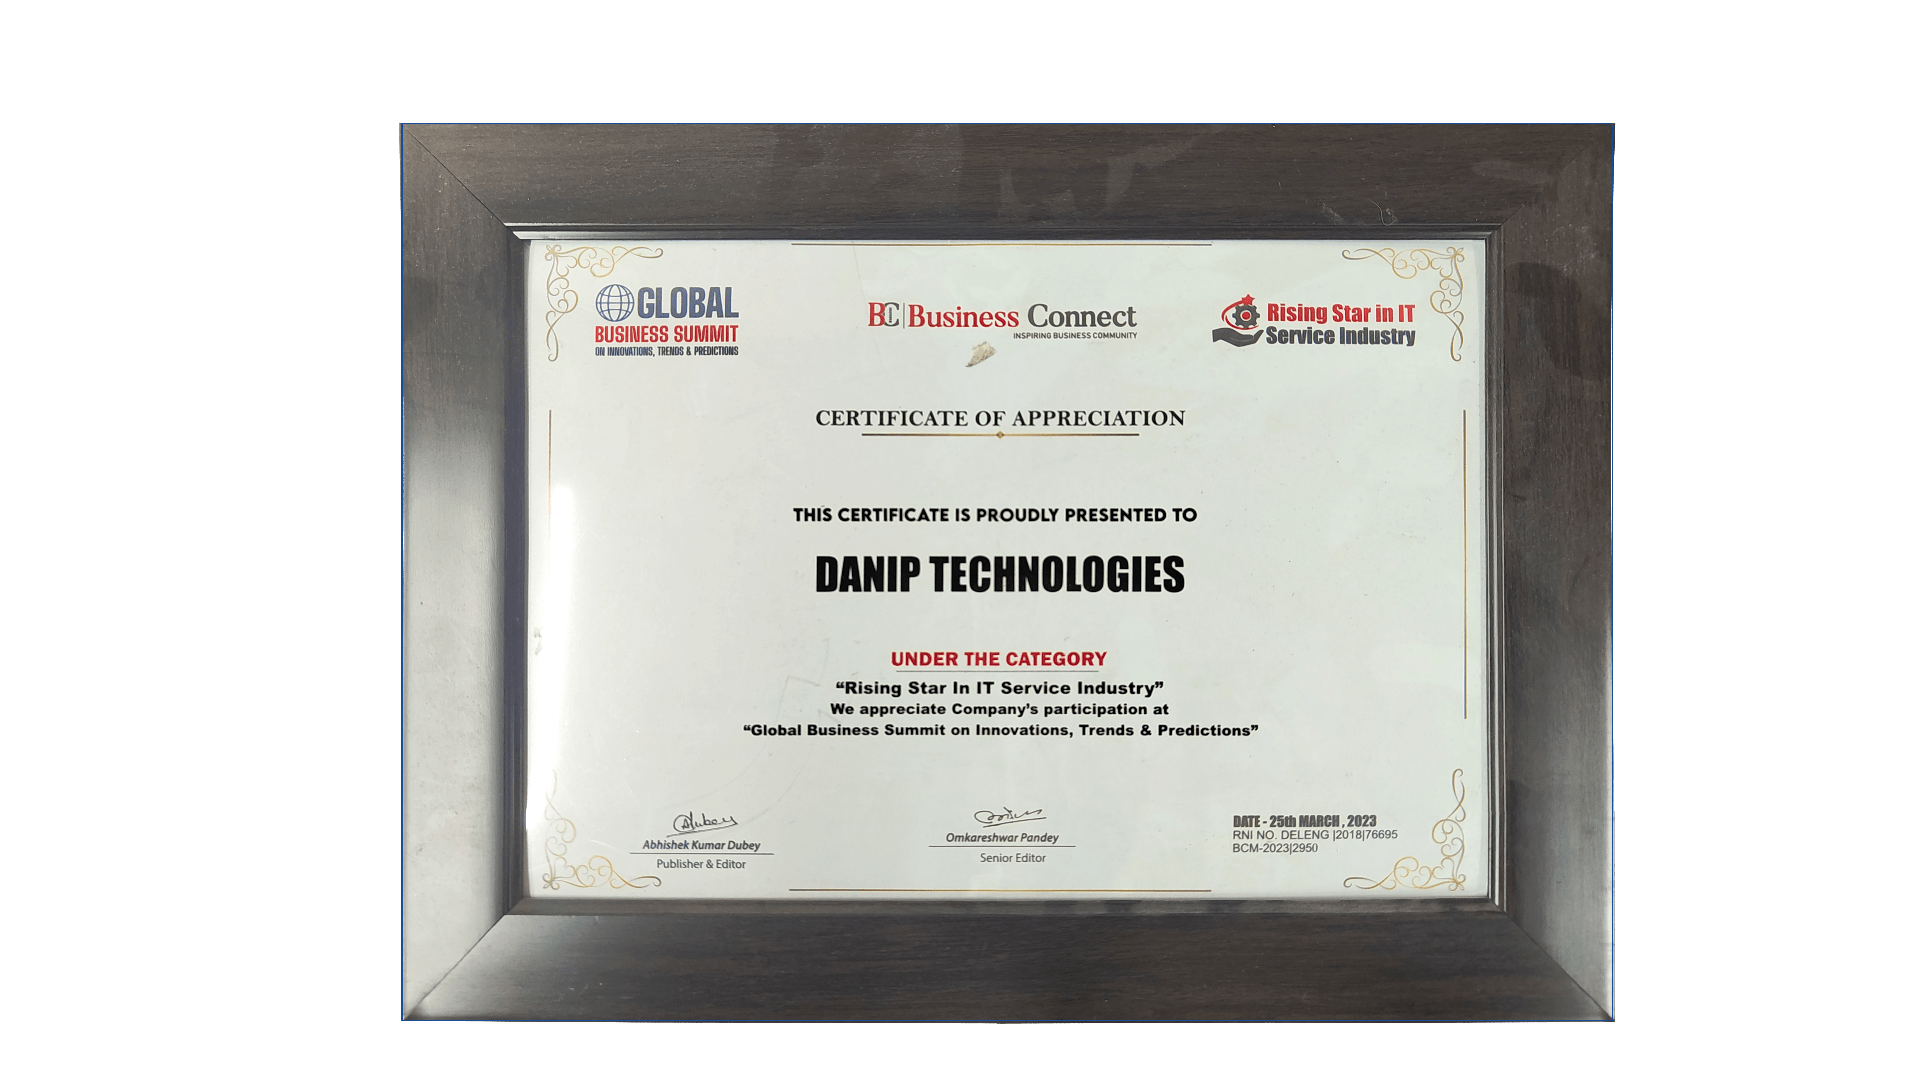 GLOBAL
BUSINESS SUMMIT
ON INNOVATIONS, TRENDS & PREDICTIONS
BC Business Connect
INSPIRING BUSINESS COMMUNITY
Rising Star in IT
Service Industry
CERTIFICATE OF APPRECIATION
THIS CERTIFICATE IS PROUDLY PRESENTED TO
DANIP TECHNOLOGIES
UNDER THE CATEGORY
“Rising Star In IT Service Industry”
We appreciate Company’s participation at
“Global Business Summit on Innovations, Trends & Predictions”
ADubey
Abhishek Kumar Dubey
Publisher & Editor
Omkareshwar Pandey
Senior Editor
DATE - 25th MARCH , 2023
RNI NO. DELENG |2018|76695
BCM-2023|2950